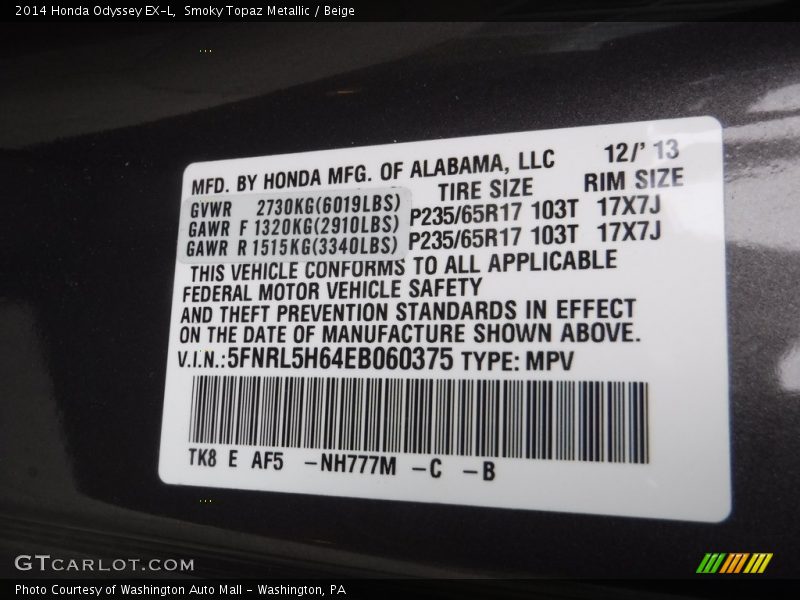 2014 Honda Odyssey EX-L, Smoky Topaz Metallic / Beige
MFD. BY HONDA MFG. OF ALABAMA, LLC 12/' 13
TIRE SIZE RIM SIZE
GVWR 2730KG(6019LBS)
GAWR F 1320KG(2910LBS) P235/65R17 103T 17X7J
GAWR R 1515KG(3340LBS) P235/65R17 103T 17X7J
THIS VEHICLE CONFORMS TO ALL APPLICABLE
FEDERAL MOTOR VEHICLE SAFETY
AND THEFT PREVENTION STANDARDS IN EFFECT
ON THE DATE OF MANUFACTURE SHOWN ABOVE.
V.I.N.:5FNRL5H64EB060375 TYPE: MPV
TK8 E AF5 -NH777M -C -B
GTCARLOT.COM
Photo Courtesy of Washington Auto Mall - Washington, PA